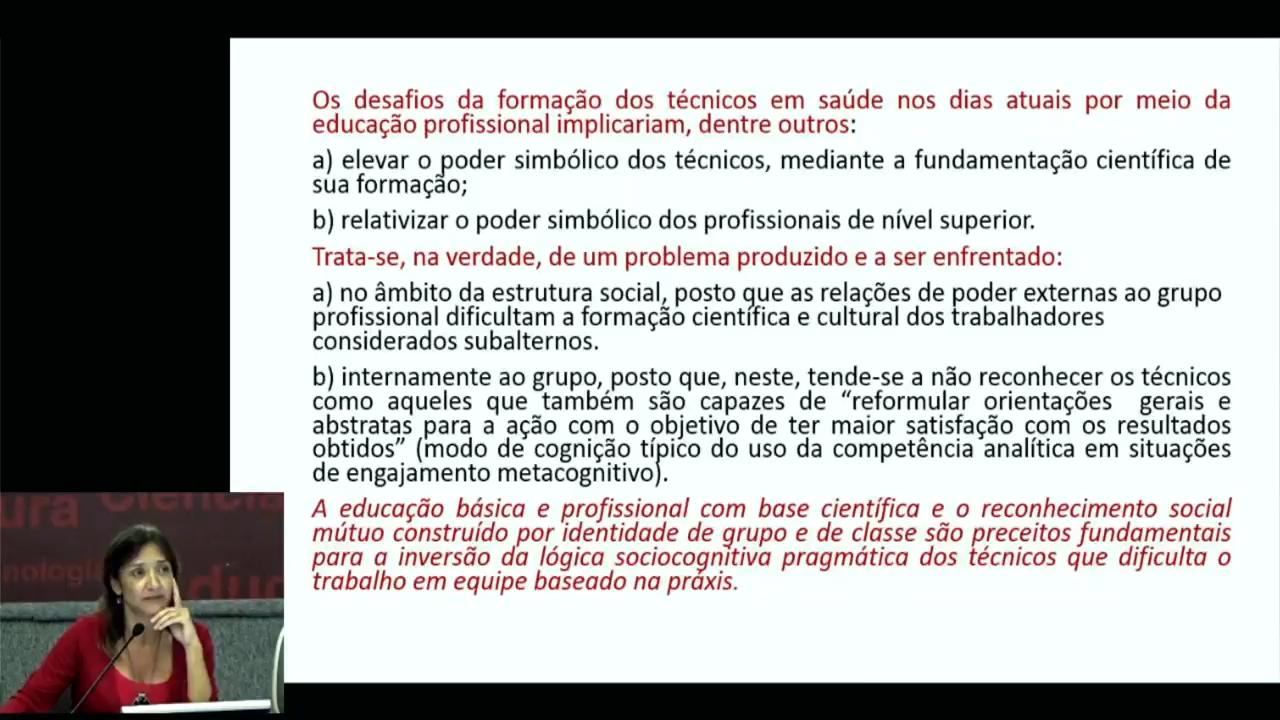 Os desafios da formação dos técnicos em saúde nos dias atuais por meio da
educação profissional implicariam, dentre outros:
a) elevar o poder simbólico dos técnicos, mediante a fundamentação científica de
sua formação;
b) relativizar o poder simbólico dos profissionais de nível superior.
Trata-se, na verdade, de um problema produzido e a ser enfrentado:
a) no âmbito da estrutura social, posto que as relações de poder externas ao grupo
profissional dificultam a formação científica e cultural dos trabalhadores
considerados subalternos.
b) internamente ao grupo, posto que, neste, tende-se a não reconhecer os técnicos
como aqueles que também são capazes de “reformular orientações gerais e
abstratas para a ação com o objetivo de ter maior satisfação com os resultados
obtidos” (modo de cognição típico do uso da competência analítica em situações
de engajamento metacognitivo).
A educação básica e profissional com base científica e o reconhecimento social
mútuo construído por identidade de grupo e de classe são preceitos fundamentais
para a inversão da lógica sociocognitiva pragmática dos técnicos que dificulta o
trabalho em equipe baseado na práxis.